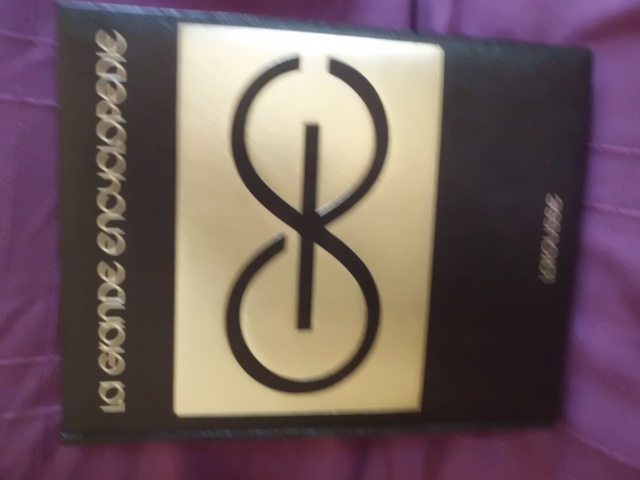 La Grande Encyclopedie
Larousse